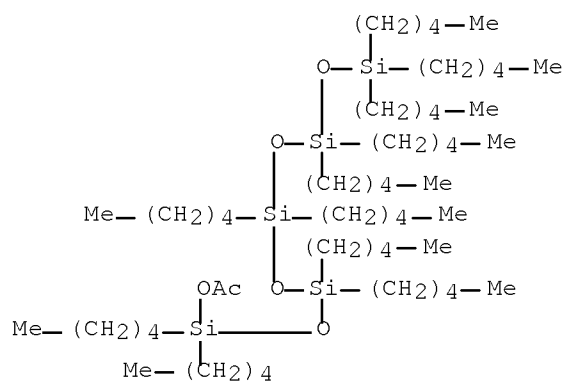 (CH2)4—Me
O—Si—(CH2)4—Me
(CH2)4—Me
O—Si—(CH2)4—Me
(CH2)4—Me
Me—(CH2)4—Si—(CH2)4—Me
(CH2)4—Me
OAc O—Si—(CH2)4—Me
Me—(CH2)4—Si—O
Me—(CH2)4